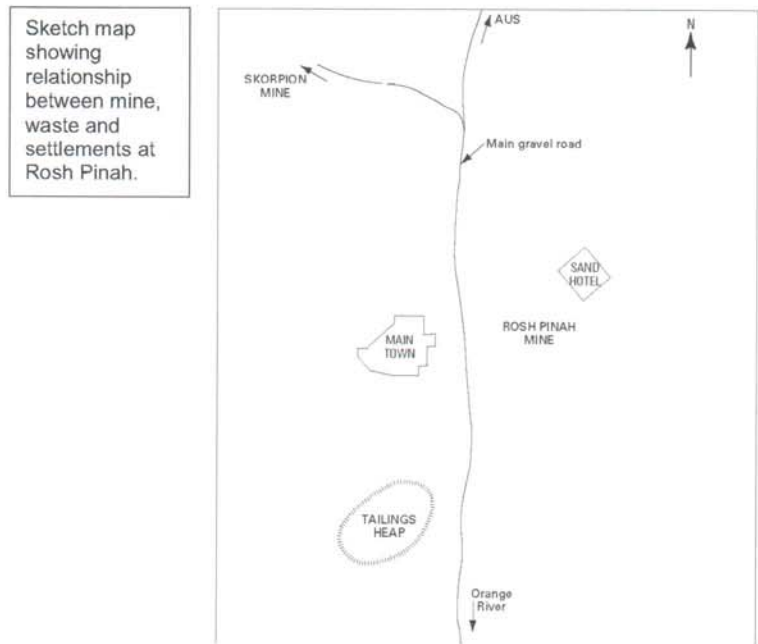 Sketch map
showing
relationship
between mine,
waste and
settlements at
Rosh Pinah.
AUS
N
SKORPION
MINE
Main gravel road
SAND
HOTEL
ROSH PINAH
MINE
MAIN
TOWN
TAILINGS
HEAP
Orange
River